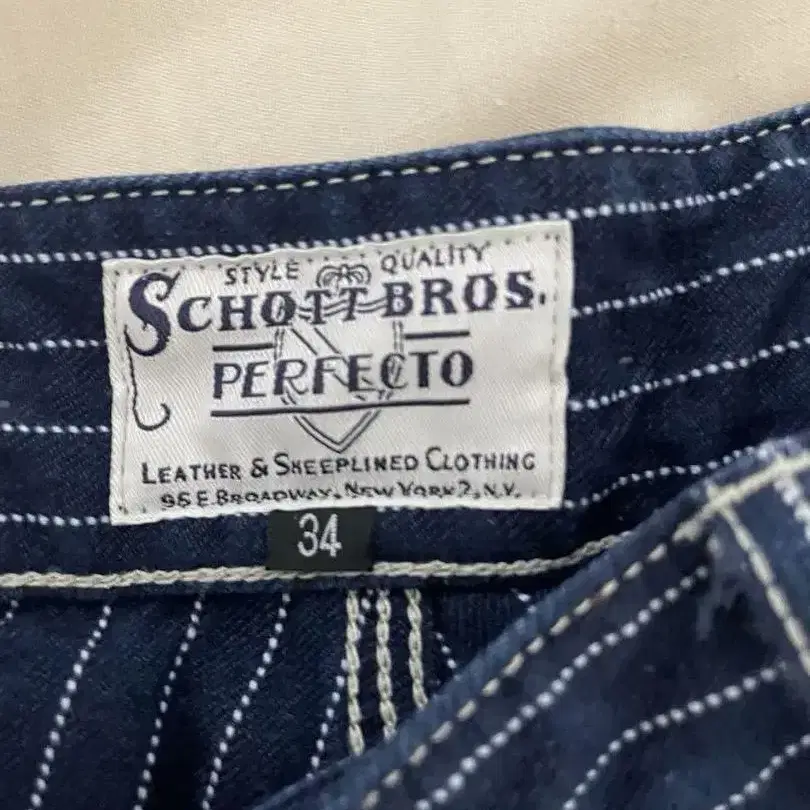 STYLE QUALITY
SCHOTT BROS.
PERFECTO
LEATHER & SHEEPLINED CLOTHING
95 E. BROADWAY, NEW YORK 2, N.Y.
34